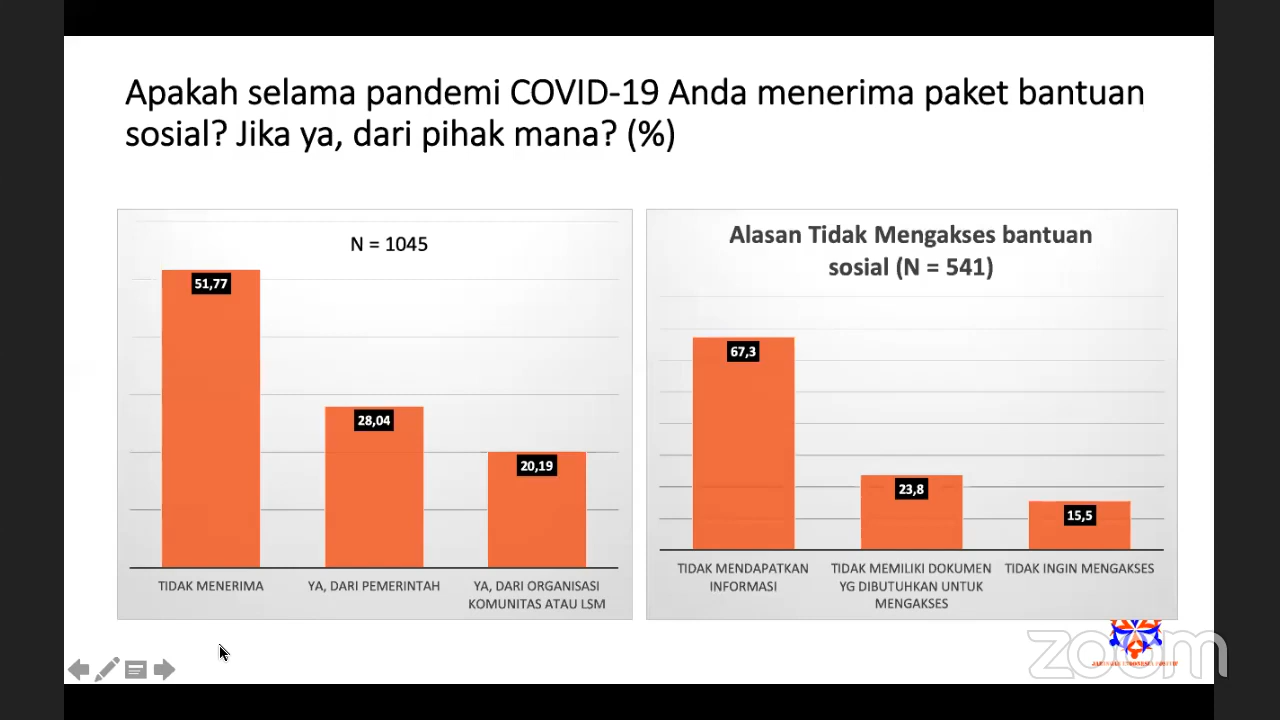 Apakah selama pandemi COVID-19 Anda menerima paket bantuan
sosial? Jika ya, dari pihak mana? (%)
N = 1045
51,77
28,04
20,19
TIDAK MENERIMA
YA, DARI PEMERINTAH
YA, DARI ORGANISASI
KOMUNITAS ATAU LSM
Alasan Tidak Mengakses bantuan
sosial (N = 541)
67,3
23,8
15,5
TIDAK MENDAPATKAN
INFORMASI
TIDAK MEMILIKI DOKUMEN
YG DIBUTUHKAN UNTUK
MENGAKSES
TIDAK INGIN MENGAKSES
zoom
JARINGAN INDONESIA POSITIF